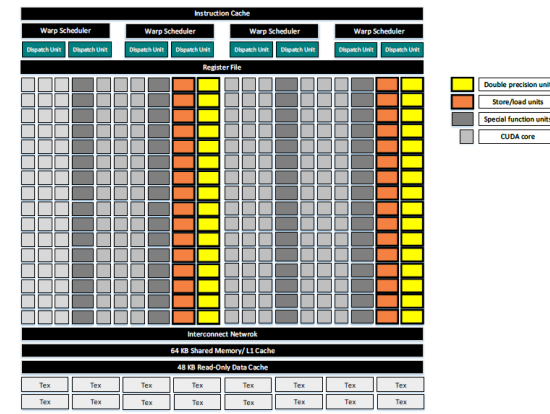 Instruction Cache
Warp Scheduler Warp Scheduler Warp Scheduler Warp Scheduler
Dispatch Unit Dispatch Unit Dispatch Unit Dispatch Unit Dispatch Unit Dispatch Unit Dispatch Unit Dispatch Unit
Register File
Double precision unit
Store/load units
Special function units
CUDA core
Interconnect Netwrok
64 KB Shared Memory/ L1 Cache
48 KB Read-Only Data Cache
Tex Tex Tex Tex Tex Tex Tex Tex
Tex Tex Tex Tex Tex Tex Tex Tex